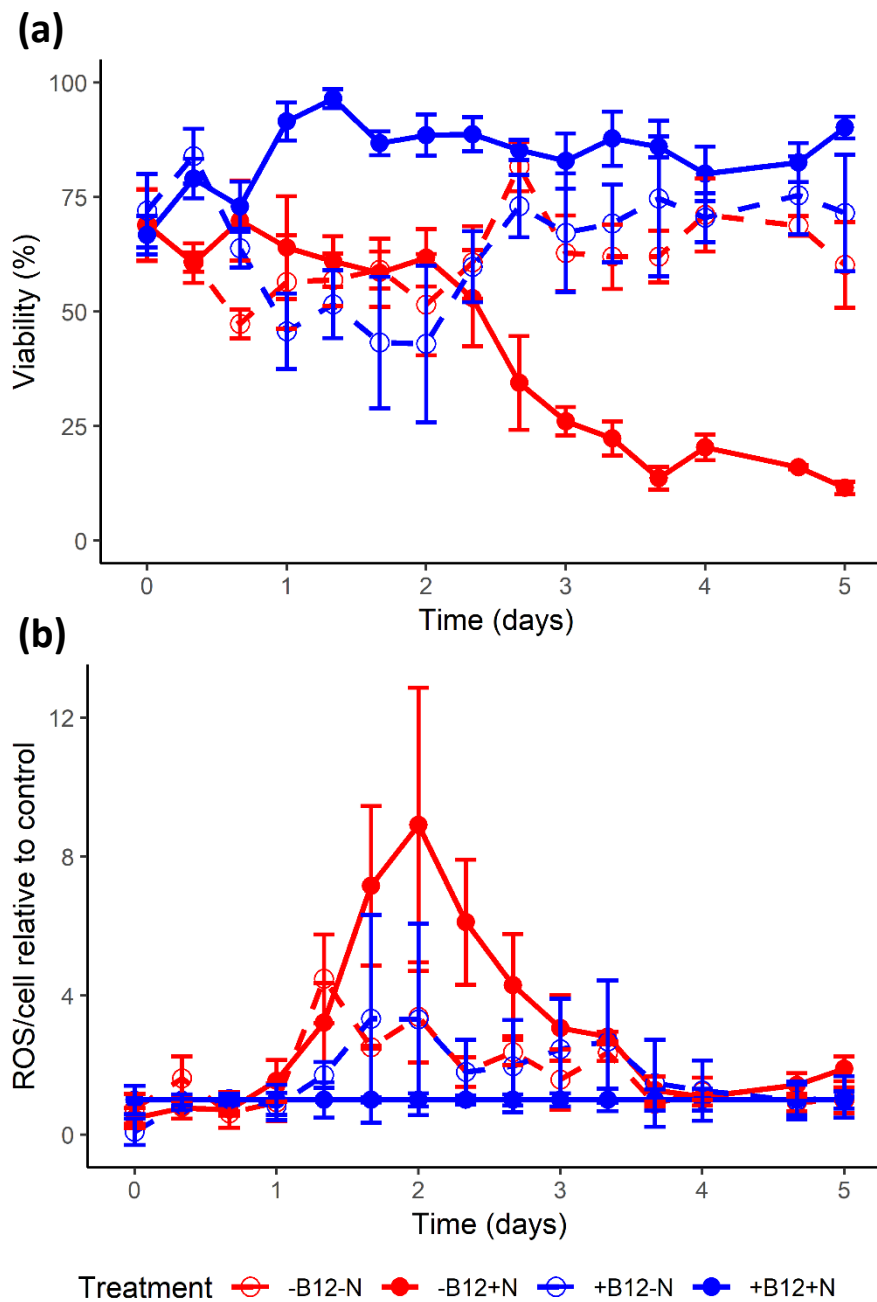 (a)
100
75
50
25
0
Viability (%)
0 1 2 3 4 5
Time (days)
(b)
12
8
4
0
ROS/cell relative to control
0 1 2 3 4 5
Time (days)
Treatment -B12-N -B12+N +B12-N +B12+N